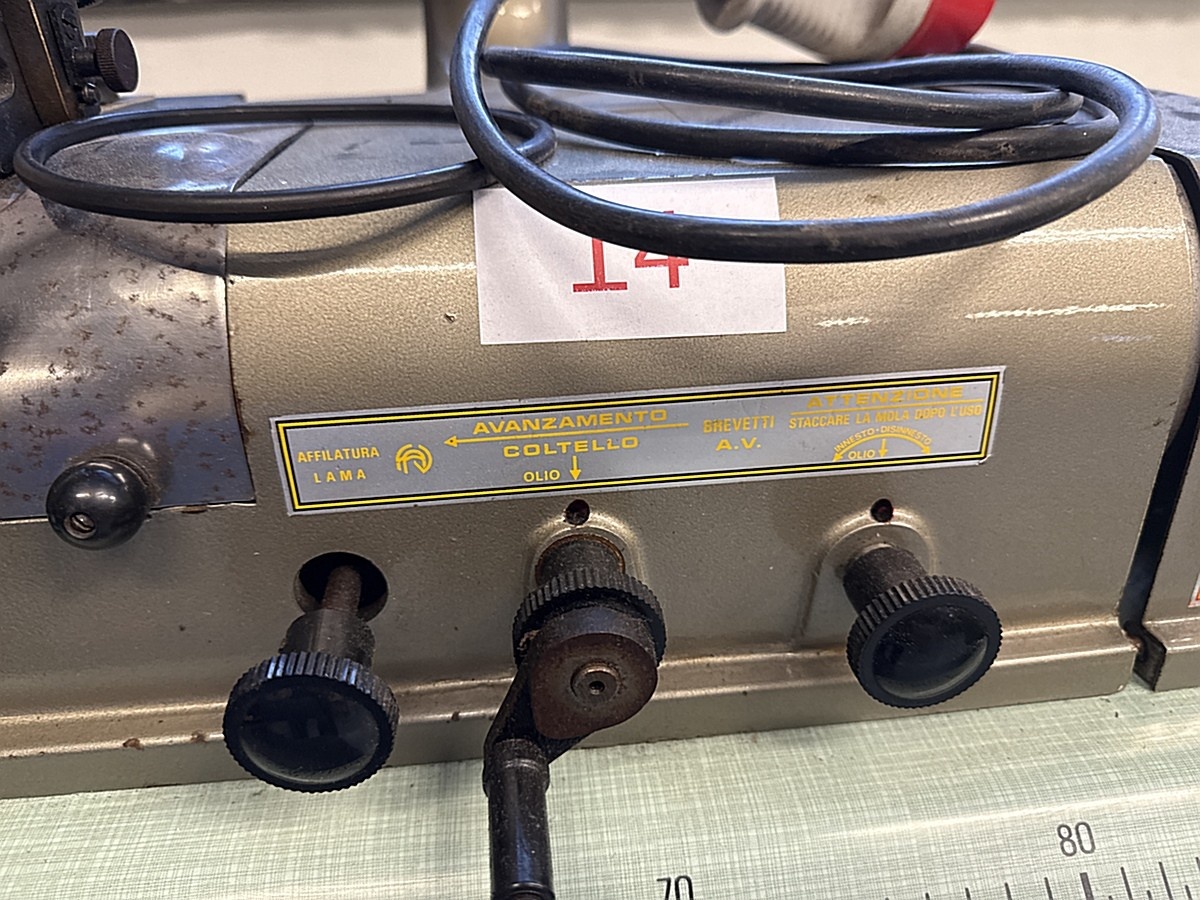 14
AFFILATURA
LAMA
AVANZAMENTO
COLTELLO
OLIO
BREVETTI
A.V.
ATTENZIONE
STACCARE LA MOLA DOPO L'USO
INNESTO-DISINNESTO
OLIO
70
80